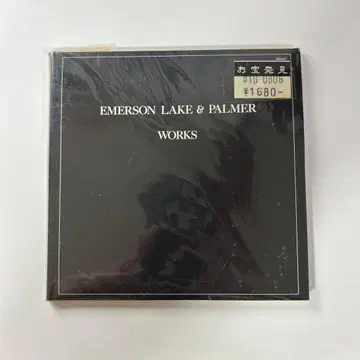 お宝発見
¥1680-
EMERSON LAKE & PALMER
WORKS